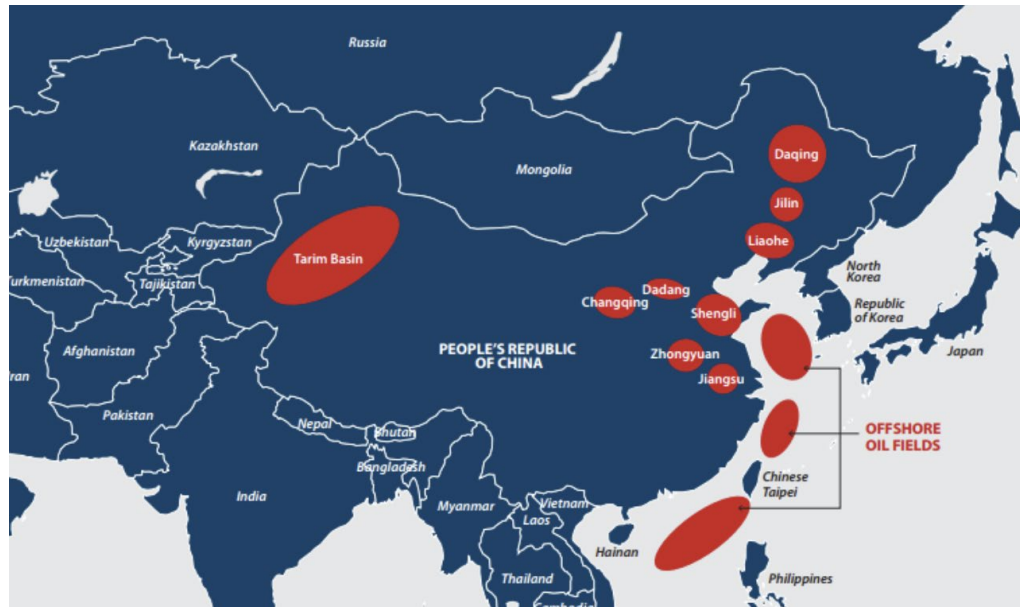 Russia
Kazakhstan
Mongolia
Daqing
Jilin
Uzbekistan
Kyrgyzstan
Liaohe
Tarim Basin
North
Korea
Turkmenistan
Tajikistan
Dadang
Changqing
Shengli
Republic
of Korea
Afghanistan
PEOPLE'S REPUBLIC
OF CHINA
Zhongyuan
Japan
Jiangsu
Pakistan
Nepal
Bhutan
OFFSHORE
OIL FIELDS
Bangladesh
Chinese
Taipei
India
Myanmar
Vietnam
Laos
Hainan
Thailand
Philippines